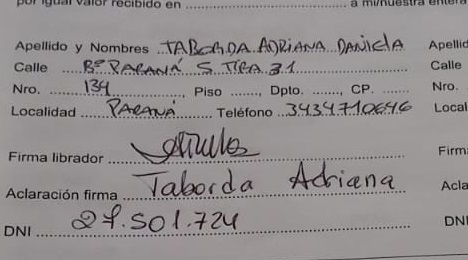 por igual valor recibido en .................... a mi/nuestra entera
Apellido y Nombres TABORDA ADRIANA DANIELA Apellid
Calle Bº PARANÁ 5 TIRA 31 Calle
Nro. 134, Piso ......., Dpto. ......., CP. ....... Nro.
Localidad PARANÁ Teléfono 3434710646 Local
Firma librador Firm
Aclaración firma Taborda Adriana Acla
DNI 27.501.724 DNI